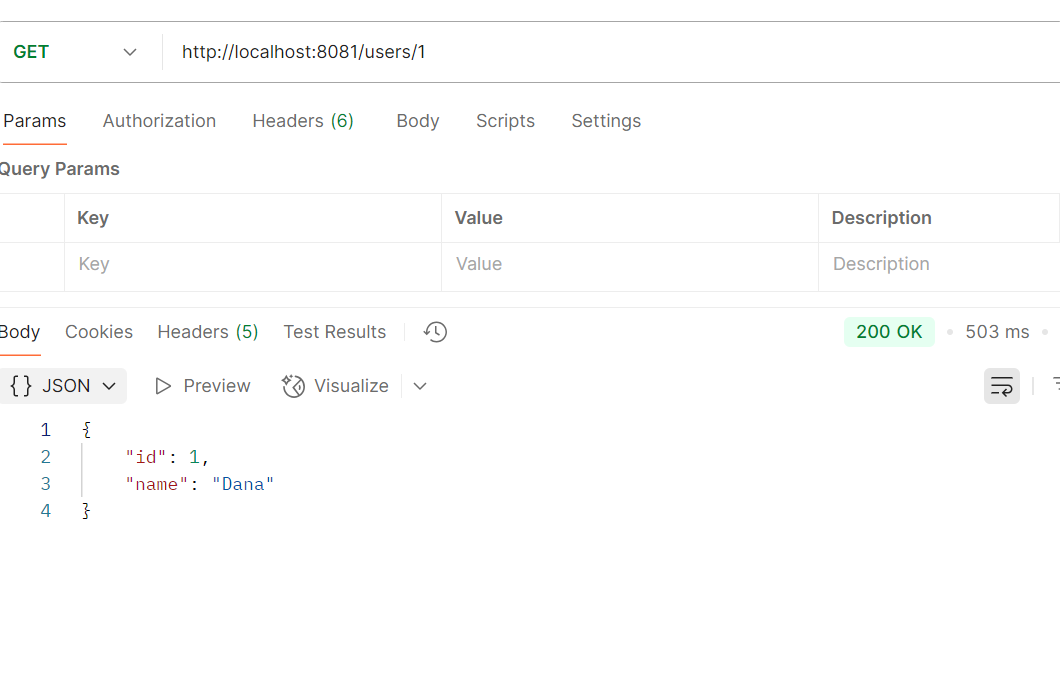 GET http://localhost:8081/users/1
Params Authorization Headers (6) Body Scripts Settings
Query Params
Key Value Description
Key Value Description
Body Cookies Headers (5) Test Results 200 OK • 503 ms •
{} JSON Preview Visualize
1 {
2 "id": 1,
3 "name": "Dana"
4 }